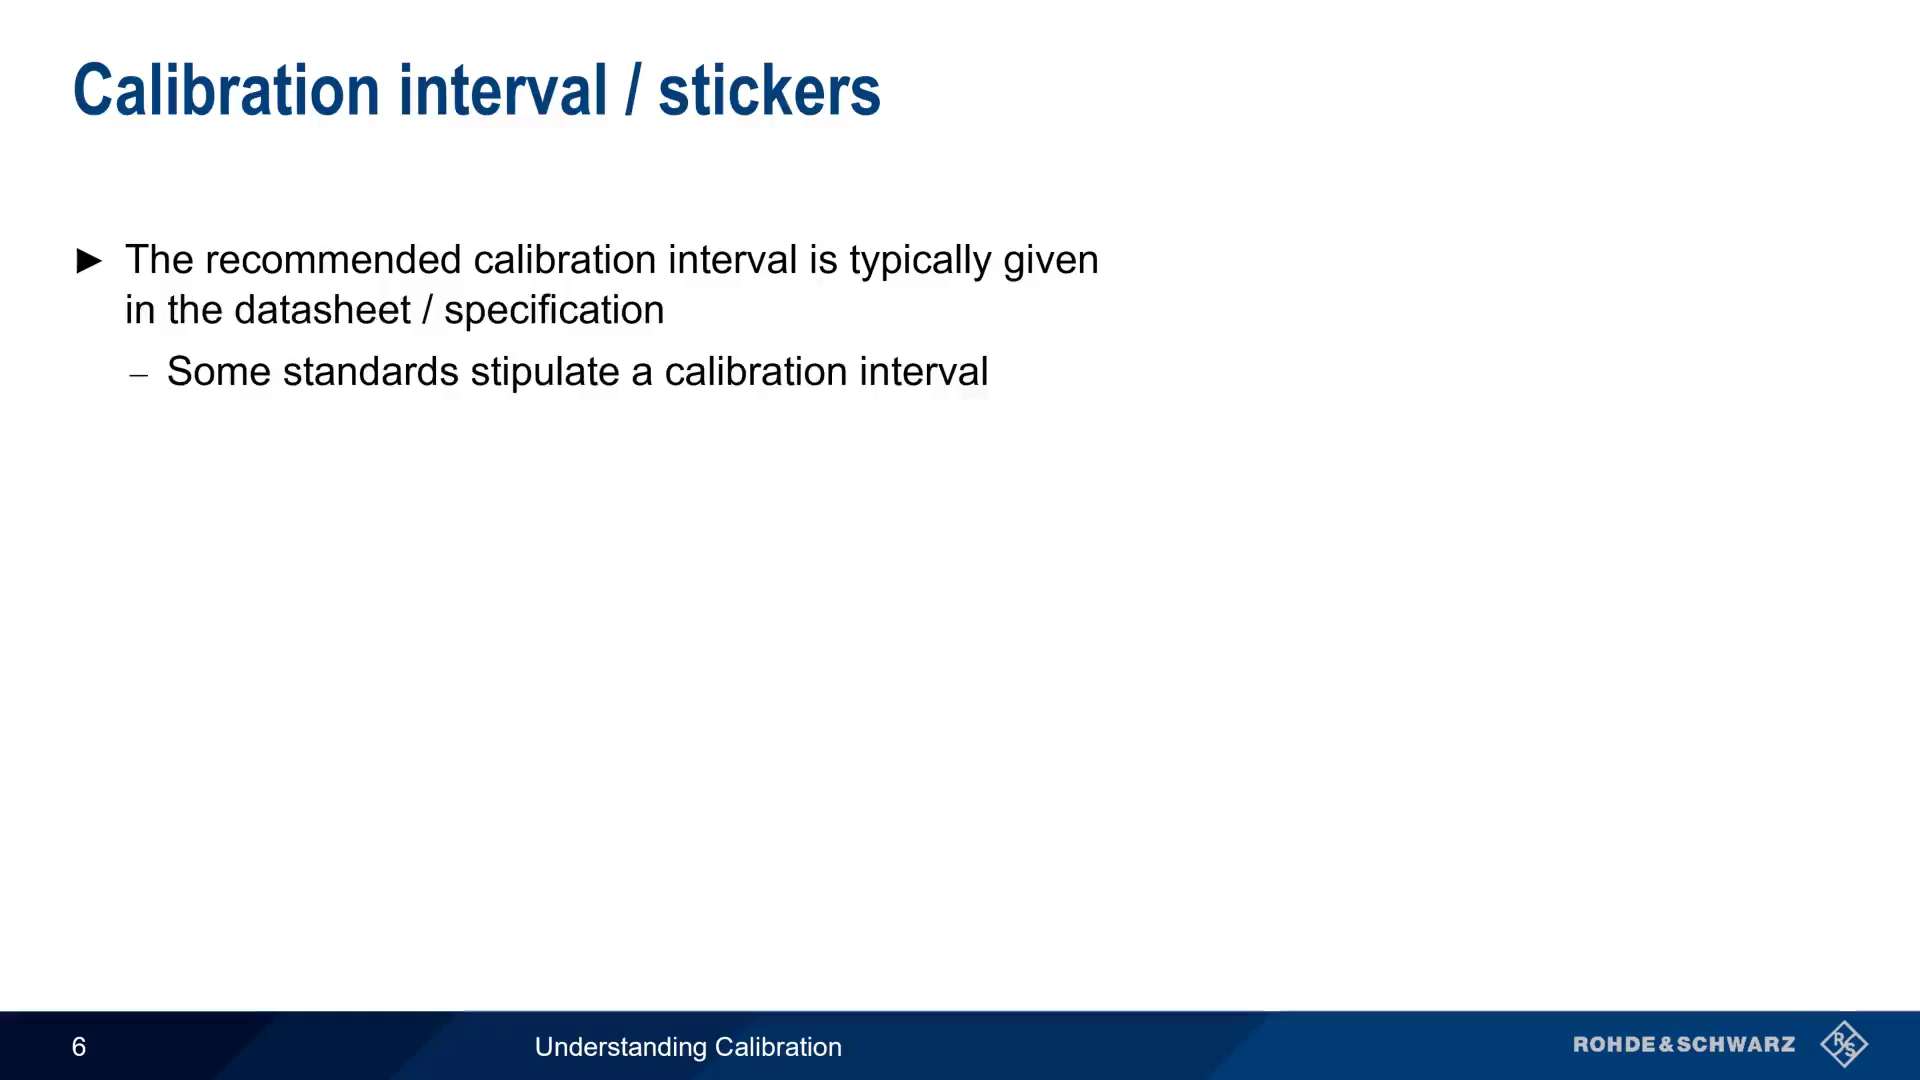 Calibration interval / stickers
► The recommended calibration interval is typically given
in the datasheet / specification
– Some standards stipulate a calibration interval
6
Understanding Calibration
ROHDE&SCHWARZ
R&S